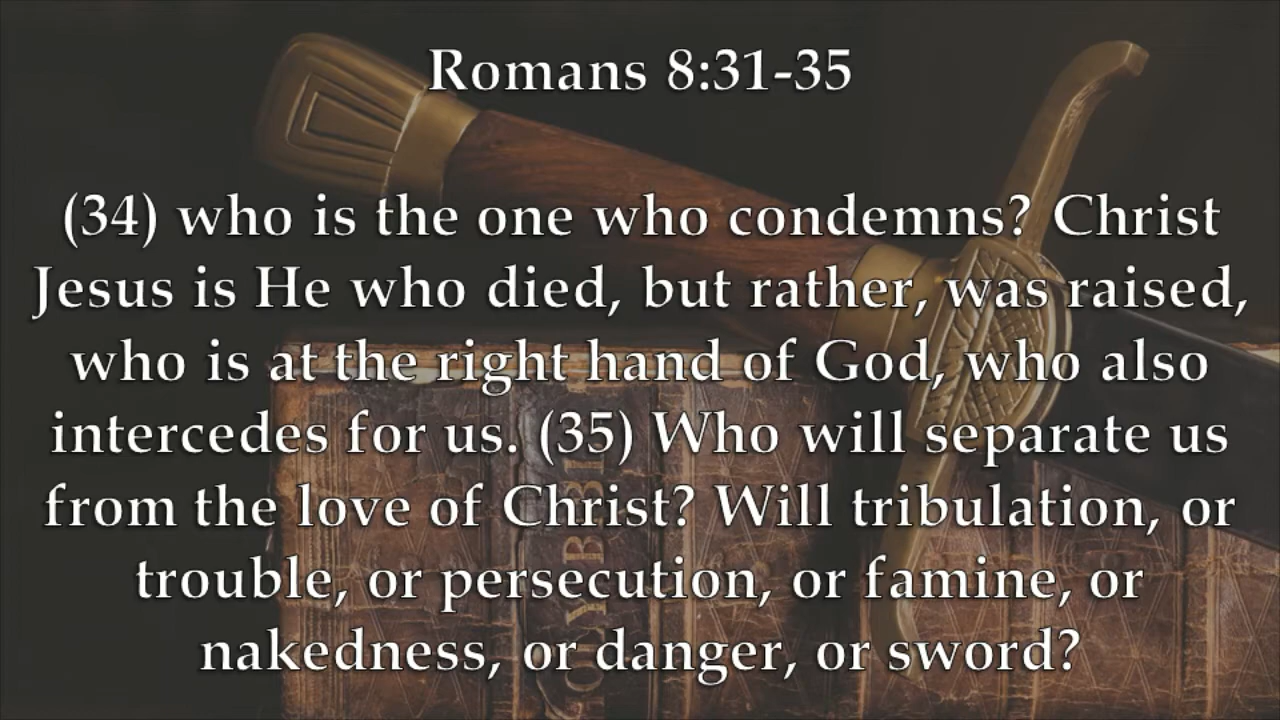 Romans 8:31-35
(34) who is the one who condemns? Christ
Jesus is He who died, but rather, was raised,
who is at the right hand of God, who also
intercedes for us. (35) Who will separate us
from the love of Christ? Will tribulation, or
trouble, or persecution, or famine, or
nakedness, or danger, or sword?